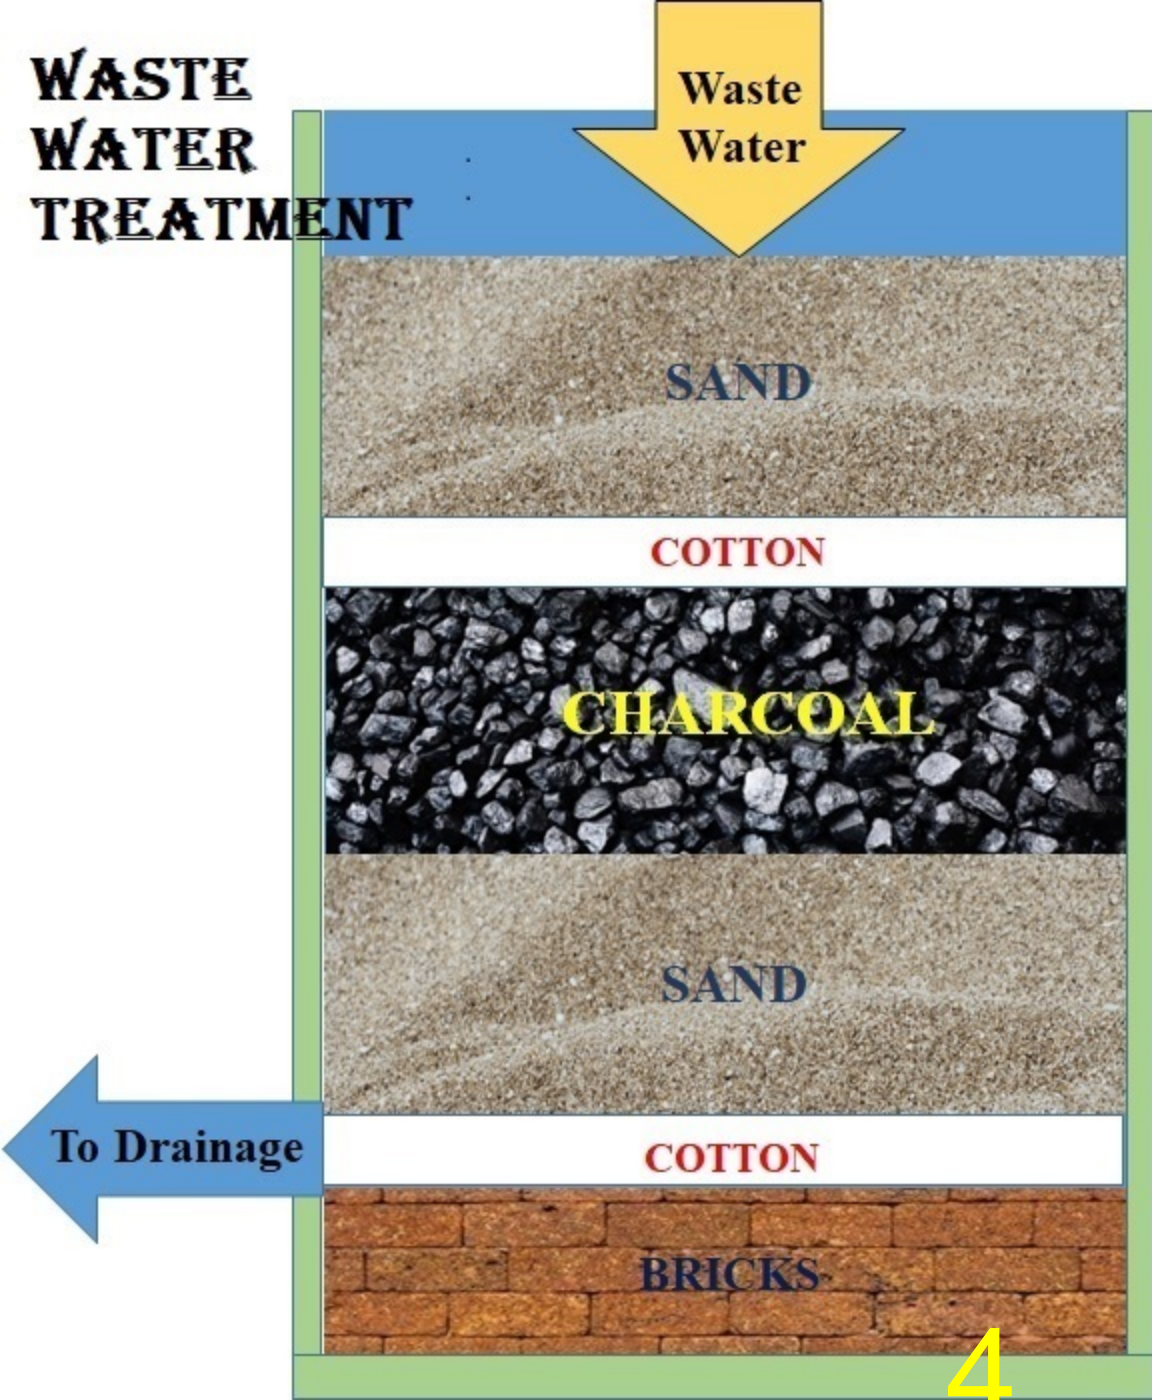 WASTE
WATER
TREATMENT
Waste
Water
SAND
COTTON
CHARCOAL
SAND
To Drainage
COTTON
BRICKS
4